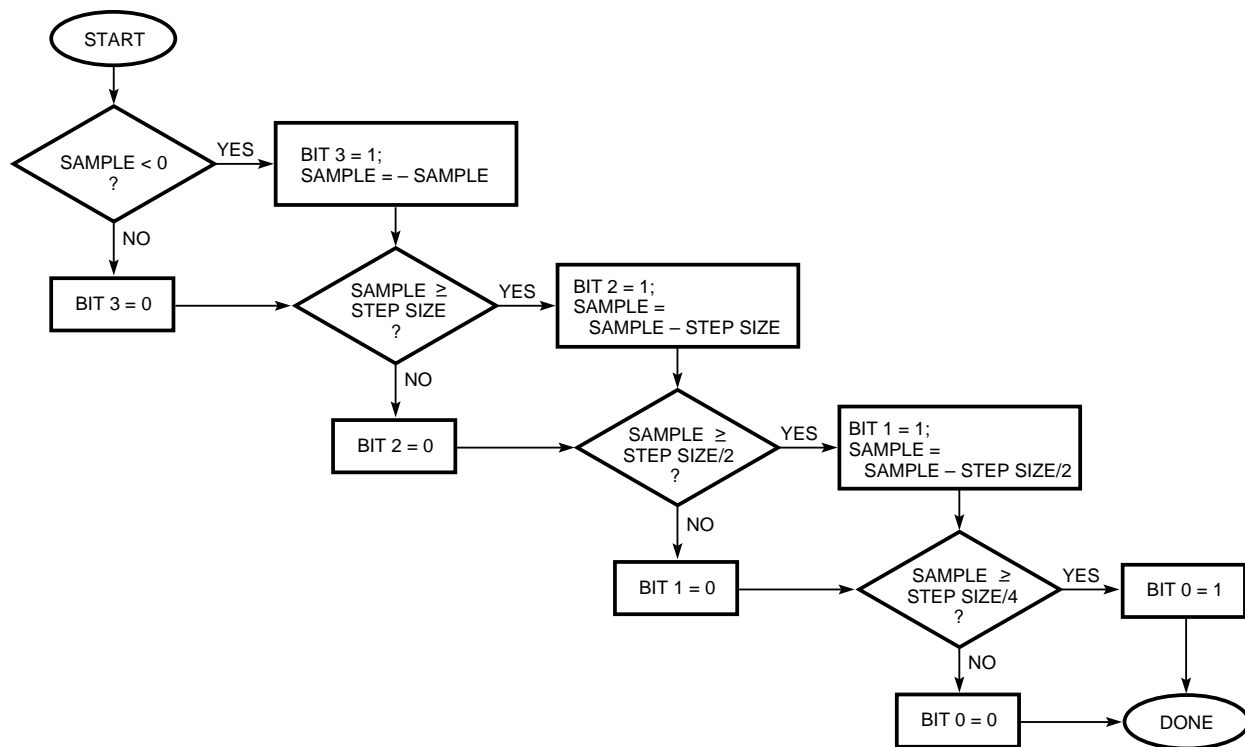 START
SAMPLE < 0
?
YES
BIT 3 = 1;
SAMPLE = – SAMPLE
NO
BIT 3 = 0
SAMPLE ≥
STEP SIZE
?
YES
BIT 2 = 1;
SAMPLE =
SAMPLE – STEP SIZE
NO
BIT 2 = 0
SAMPLE ≥
STEP SIZE/2
?
YES
BIT 1 = 1;
SAMPLE =
SAMPLE – STEP SIZE/2
NO
BIT 1 = 0
SAMPLE ≥
STEP SIZE/4
?
YES
BIT 0 = 1
NO
BIT 0 = 0
DONE